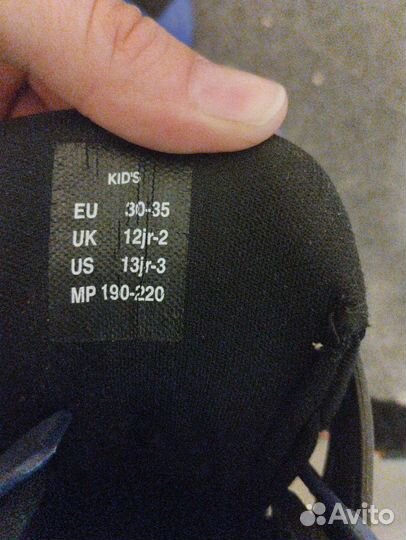 KID'S
EU 30-35
UK 12jr-2
US 13jr-3
MP 190-220
Avito